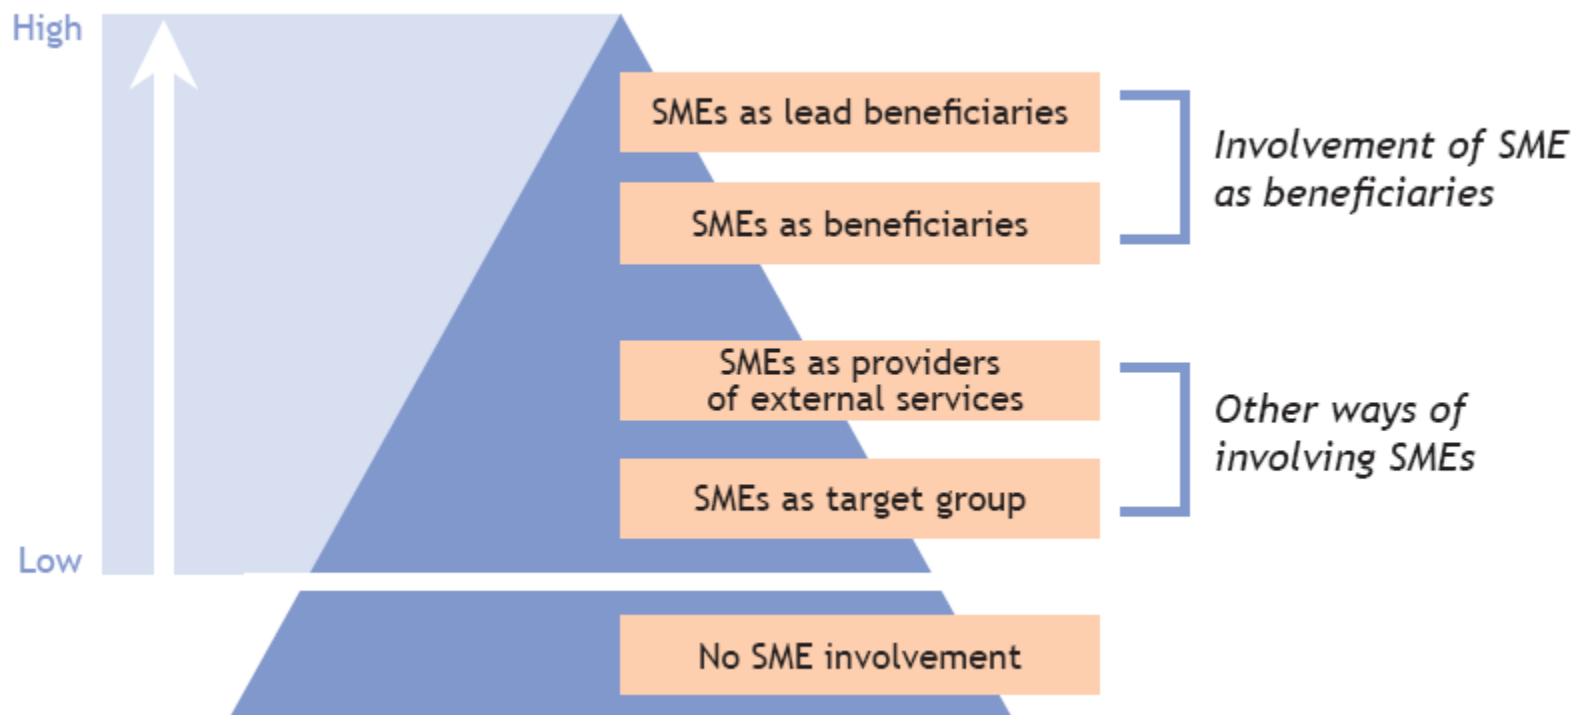 High
SMEs as lead beneficiaries
Involvement of SME
as beneficiaries
SMEs as beneficiaries
SMEs as providers
of external services
Other ways of
involving SMEs
SMEs as target group
Low
No SME involvement